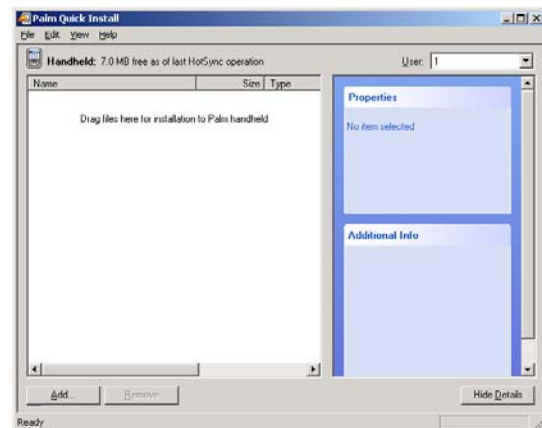 Palm Quick Install
File Edit View Help
Handheld: 7.0 MB free as of last HotSync operation
User: 1
Name Size Type
Drag files here for installation to Palm handheld
Properties
No item selected
Additional Info
Add... Remove Hide Details
Ready